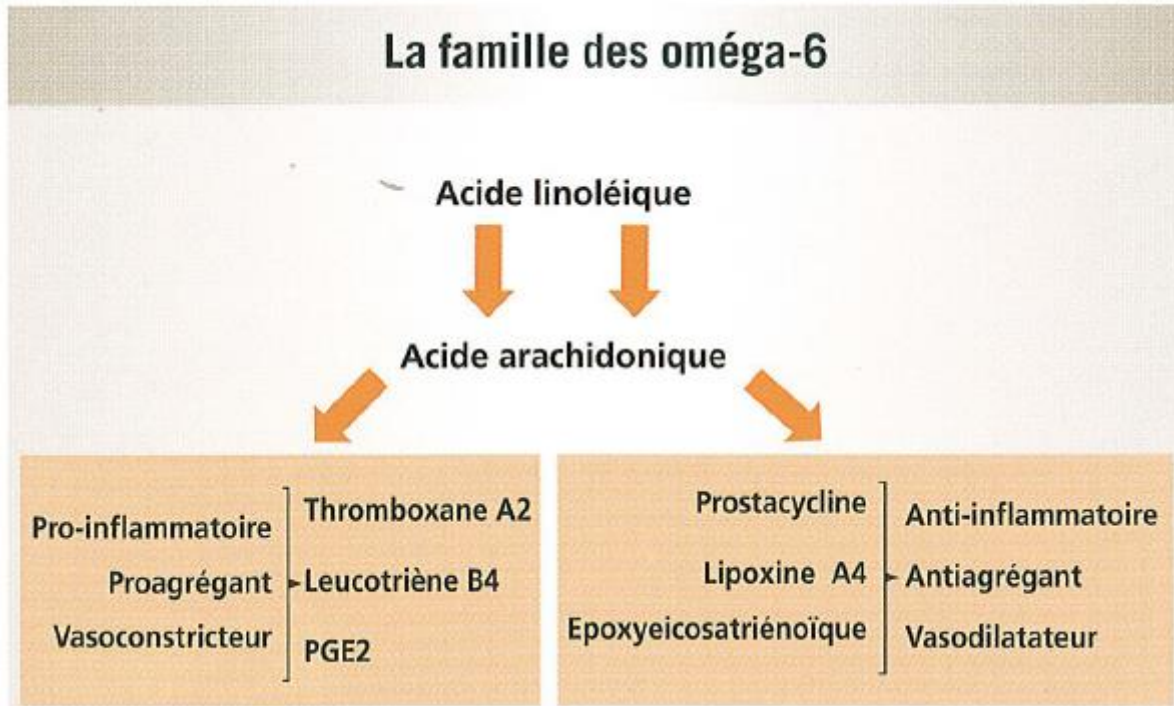 La famille des oméga-6
Acide linoléique
Acide arachidonique
Pro-inflammatoire
Proagrégant
Vasoconstricteur
Thromboxane A2
Leucotriène B4
PGE2
Prostacycline
Lipoxine A4
Epoxyeicosatriénoïque
Anti-inflammatoire
Antiagrégant
Vasodilatateur